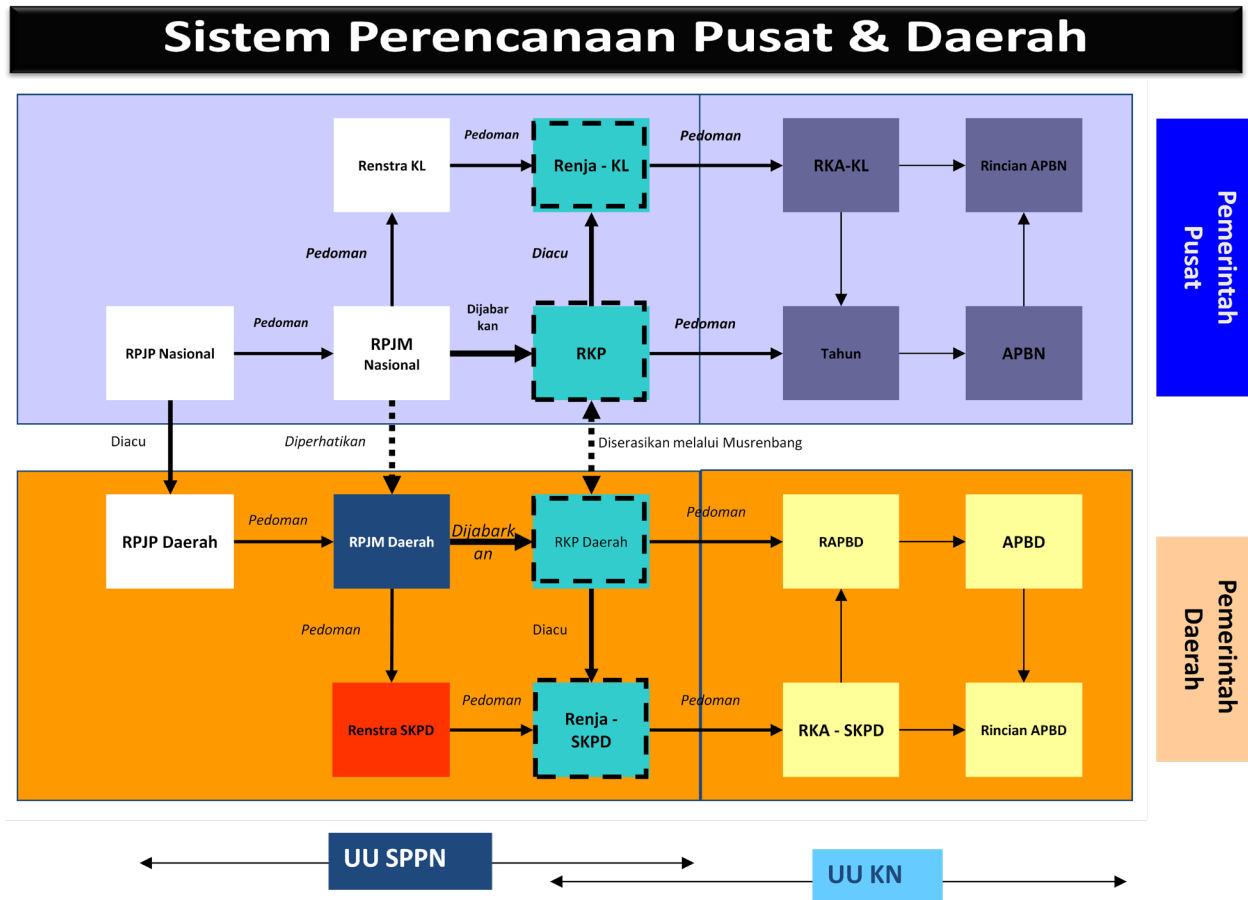 Sistem Perencanaan Pusat & Daerah
Pedoman
Pedoman
Renstra KL
Renja - KL
RKA-KL
Rincian APBN
Pemerintah
Pusat
Pedoman
Diacu
Pedoman
Dijabar
kan
Pedoman
RPJP Nasional
RPJM
Nasional
RKP
Tahun
APBN
Diacu
Diperhatikan
Diserasikan melalui Musrenbang
Pedoman
Dijabark
an
Pedoman
RPJP Daerah
RPJM Daerah
RKP Daerah
RAPBD
APBD
Pemerintah
Daerah
Pedoman
Diacu
Pedoman
Pedoman
Renstra SKPD
Renja -
SKPD
RKA - SKPD
Rincian APBD
UU SPPN
UU KN